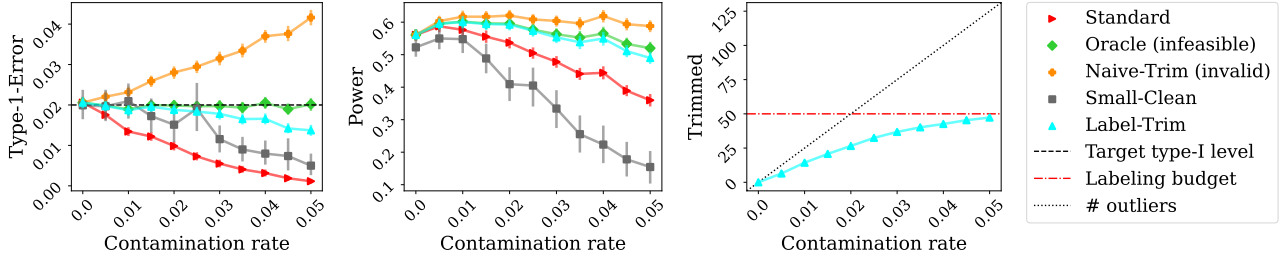 Type-1-Error
0.04
0.03
0.02
0.01
0.00
0.0
0.01
0.02
0.03
0.04
0.05
Contamination rate
Power
0.6
0.5
0.4
0.3
0.2
0.1
0.0
0.01
0.02
0.03
0.04
0.05
Contamination rate
Trimmed
125
100
75
50
25
0
0.0
0.01
0.02
0.03
0.04
0.05
Contamination rate
Standard
Oracle (infeasible)
Naive-Trim (invalid)
Small-Clean
Label-Trim
Target type-I level
Labeling budget
# outliers